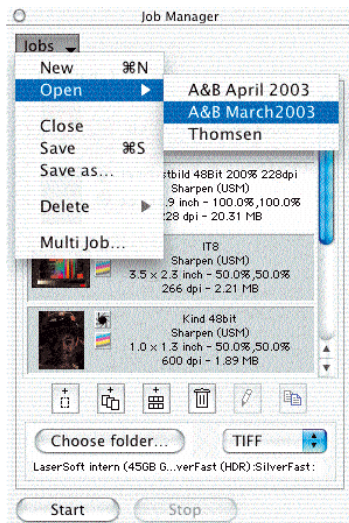 Job Manager
Jobs
New ⌘N
Open
A&B April 2003
A&B March2003
Thomsen
Close
Save ⌘S
Save as...
Delete
Multi Job...
tbild 48Bit 200% 228dpi
Sharpen (USM)
.9 inch - 100.0%,100.0%
28 dpi - 20.31 MB
IT8
Sharpen (USM)
3.5 x 2.3 inch - 50.0%,50.0%
266 dpi - 2.21 MB
Kind 48bit
Sharpen (USM)
1.0 x 1.3 inch - 50.0%,50.0%
600 dpi - 1.89 MB
Choose folder... TIFF
LaserSoft intern (45GB G...verFast (HDR):SilverFast:
Start Stop